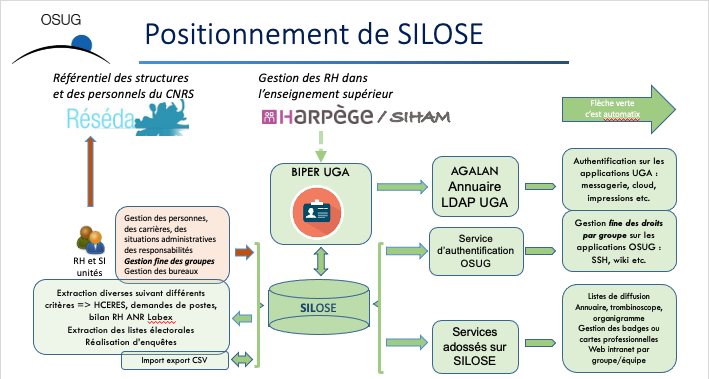 OSUG
Positionnement de SILOSE
Référentiel des structures
et des personnels du CNRS
Réséda
Gestion des RH dans
l'enseignement supérieur
HARPÈGE / SIHAM
Flèche verte
c'est automatix
BIPER UGA
AGALAN
Annuaire
LDAP UGA
Authentification sur les
applications UGA :
messagerie, cloud,
impressions etc.
RH et SI
unités
Gestion des personnes,
des carrières, des
situations administratives
des responsabilités
Gestion fine des groupes
Gestion des bureaux
Service
d'authentification
OSUG
Gestion fine des droits
par groupe sur les
applications OSUG :
SSH, wiki etc.
Extraction diverses suivant différents
critères => HCERES, demandes de postes,
bilan RH ANR Labex
Extraction des listes électorales
Réalisation d'enquêtes
SILOSE
Services
adossés sur
SILOSE
Listes de diffusion
Annuaire, trombinoscope,
organigramme
Gestion des badges ou
cartes professionnelles
Web intranet par
groupe/équipe
Import export CSV